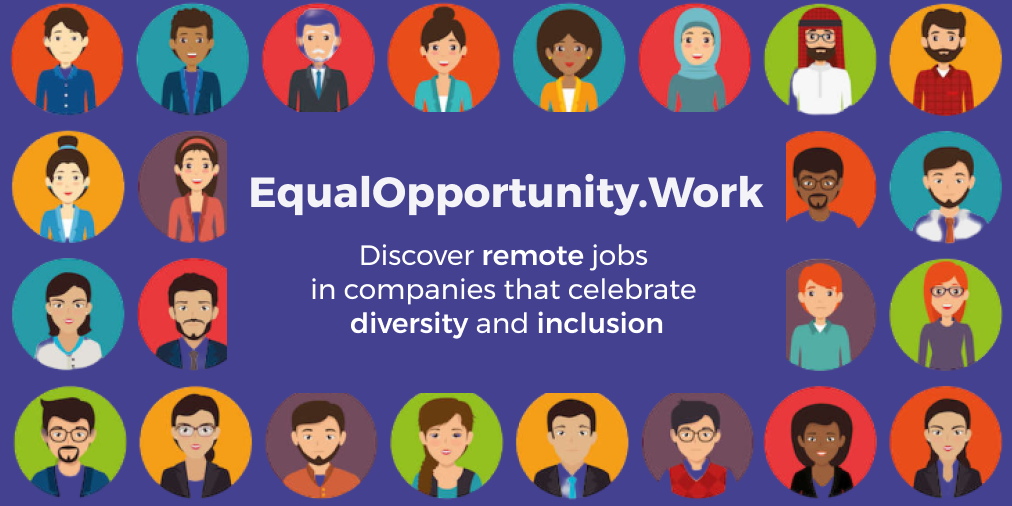 EqualOpportunity.Work
Discover remote jobs
in companies that celebrate
diversity and inclusion